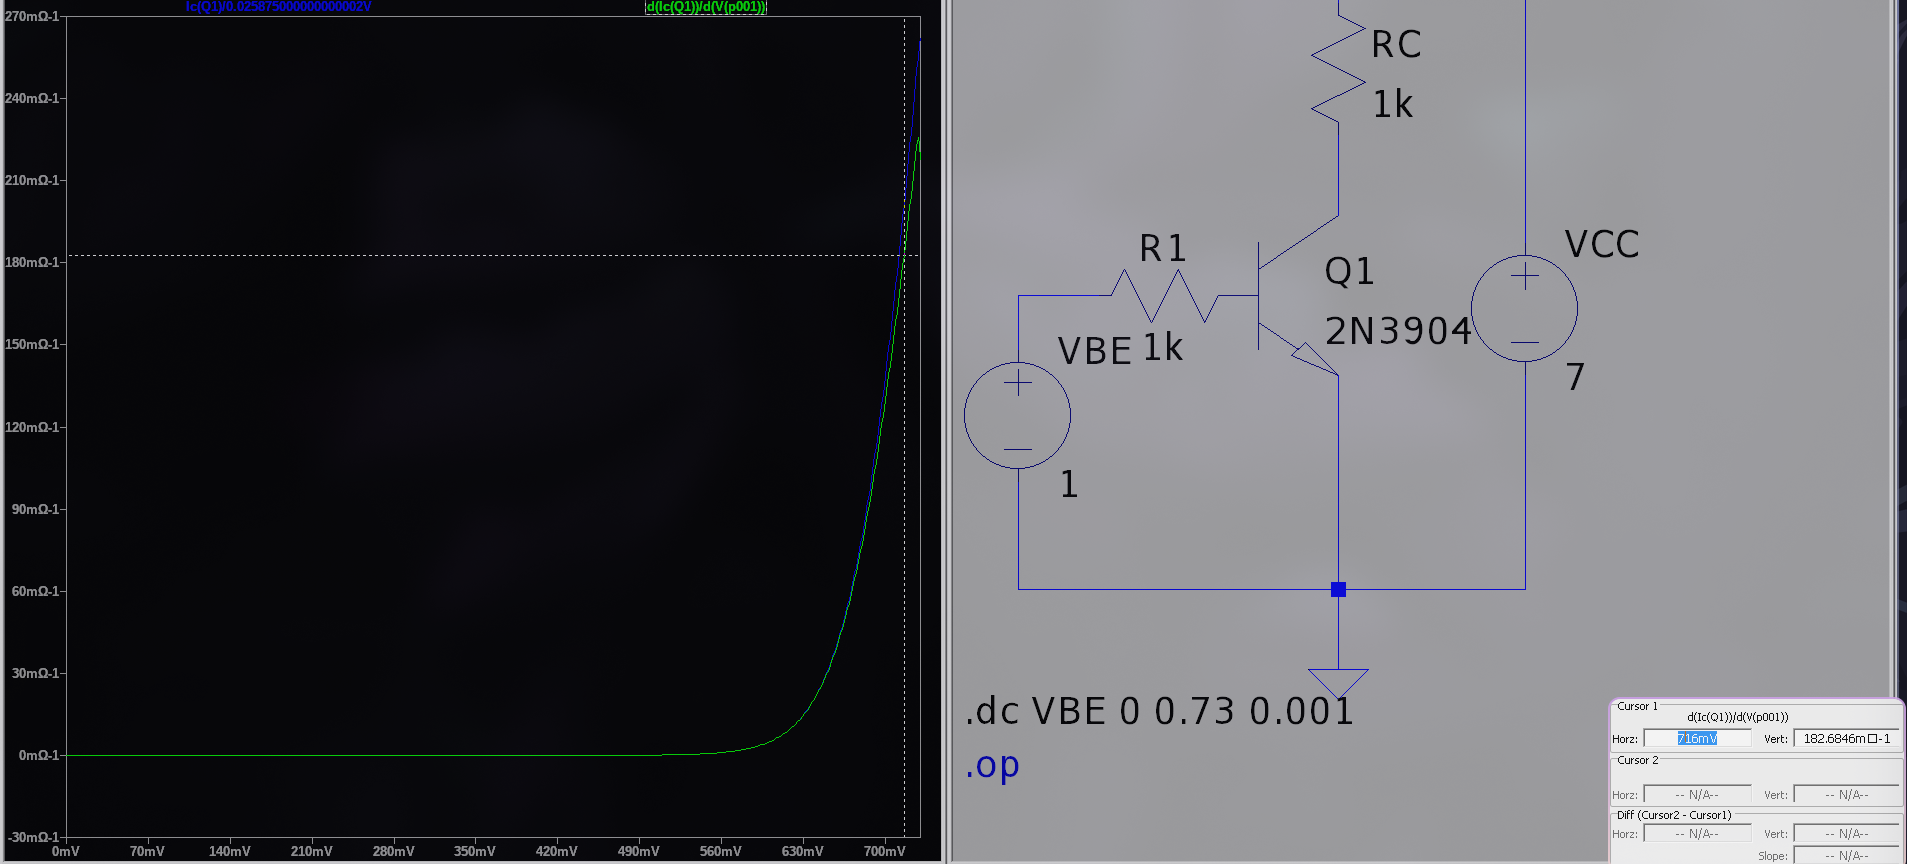 Ic(Q1)/0.025875000000000002V
d(Ic(Q1))/d(V(p001))
270mΩ-1
240mΩ-1
210mΩ-1
180mΩ-1
150mΩ-1
120mΩ-1
90mΩ-1
60mΩ-1
30mΩ-1
0mΩ-1
-30mΩ-1
0mV
70mV
140mV
210mV
280mV
350mV
420mV
490mV
560mV
630mV
700mV
RC
1k
R1
1k
Q1
2N3904
VCC
7
VBE
1
.dc VBE 0 0.73 0.001
.op
Cursor 1
d(Ic(Q1))/d(V(p001))
Horz: 716mV Vert: 182.6846m□-1
Cursor 2
Horz: -- N/A-- Vert: -- N/A--
Diff (Cursor2 - Cursor1)
Horz: -- N/A-- Vert: -- N/A--
Slope: -- N/A--